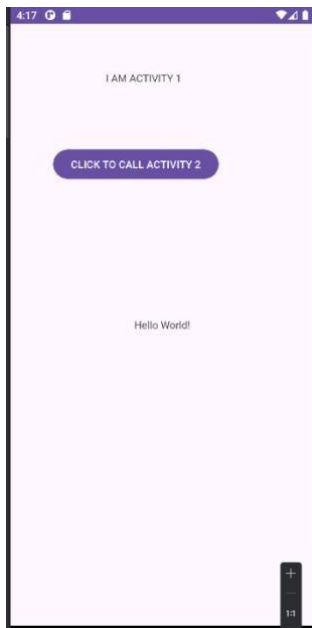 4:17
I AM ACTIVITY 1
CLICK TO CALL ACTIVITY 2
Hello World!
1:1